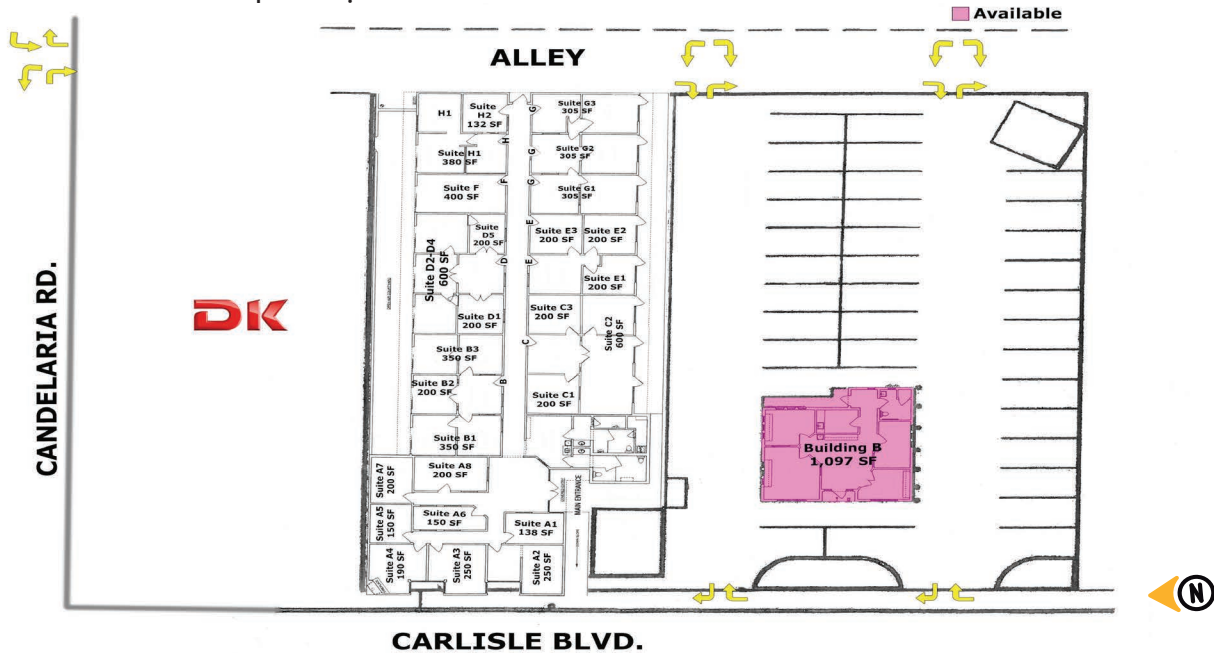 Available
ALLEY
CANDELARIA RD.
DK
H1
Suite
H2
132 SF
Suite H1
380 SF
Suite F
400 SF
Suite
D5
200 SF
Suite D2-D4
600 SF
Suite D1
200 SF
Suite B3
350 SF
Suite B2
200 SF
Suite B1
350 SF
G
H
G
F
G
E
D
E
C
B
Suite G3
305 SF
Suite G2
305 SF
Suite G1
305 SF
Suite E3
200 SF
Suite E2
200 SF
Suite E1
200 SF
Suite C3
200 SF
Suite C2
600 SF
Suite C1
200 SF
Suite A7
200 SF
Suite A8
200 SF
Suite A5
150 SF
Suite A6
150 SF
Suite A1
138 SF
Suite A4
190 SF
Suite A3
250 SF
Suite A2
250 SF
MAIN ENTRANCE
Building B
1,097 SF
N
CARLISLE BLVD.